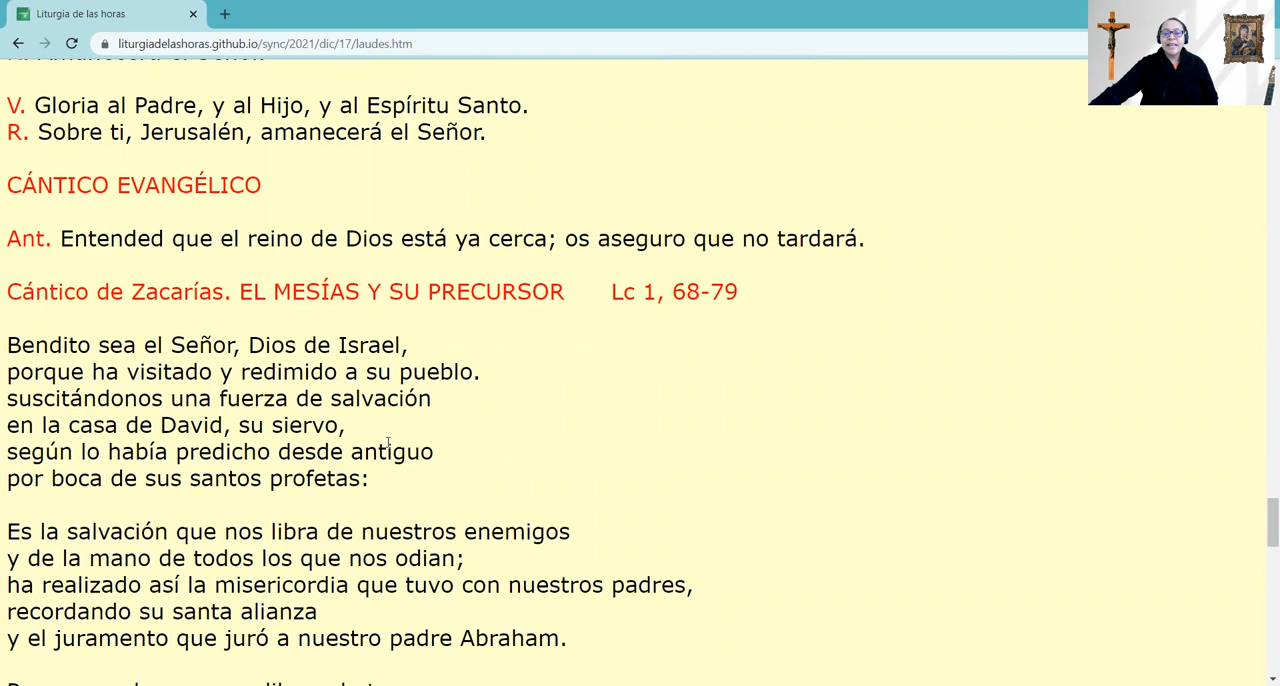 Liturgia de las horas
liturgiadelashoras.github.io/sync/2021/dic/17/laudes.htm
V. Gloria al Padre, y al Hijo, y al Espíritu Santo.
R. Sobre ti, Jerusalén, amanecerá el Señor.
CÁNTICO EVANGÉLICO
Ant. Entended que el reino de Dios está ya cerca; os aseguro que no tardará.
Cántico de Zacarías. EL MESÍAS Y SU PRECURSOR Lc 1, 68-79
Bendito sea el Señor, Dios de Israel,
porque ha visitado y redimido a su pueblo.
suscitándonos una fuerza de salvación
en la casa de David, su siervo,
según lo había predicho desde antiguo
por boca de sus santos profetas:
Es la salvación que nos libra de nuestros enemigos
y de la mano de todos los que nos odian;
ha realizado así la misericordia que tuvo con nuestros padres,
recordando su santa alianza
y el juramento que juró a nuestro padre Abraham.